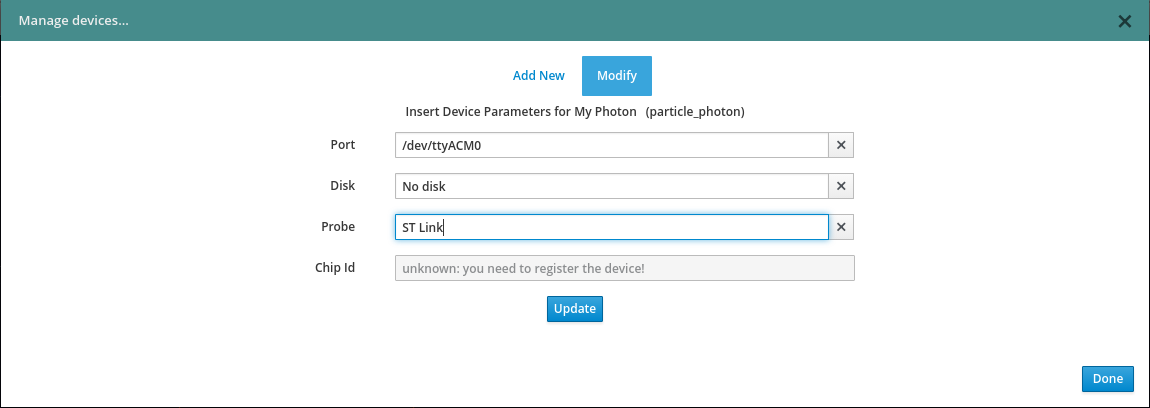 Manage devices...
Add New Modify
Insert Device Parameters for My Photon (particle_photon)
Port /dev/ttyACM0
Disk No disk
Probe ST Link
Chip Id unknown: you need to register the device!
Update
Done